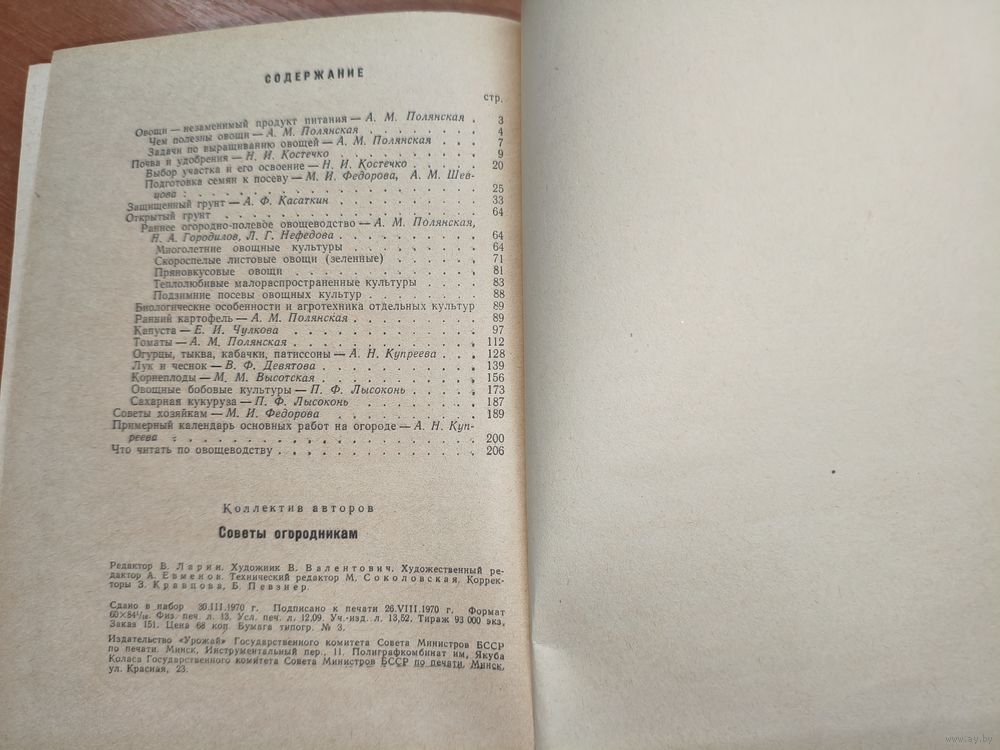 СОДЕРЖАНИЕ
стр.
Овощи — незаменимый продукт питания — А. М. Полянская . 3
Чем полезны овощи — А. М. Полянская . . . . . . . 4
Задачи по выращиванию овощей — А. М. Полянская . . . 7
Почва и удобрения — Н. И. Костечко . . . . . . . . 9
Выбор участка и его освоение — Н. И. Костечко . . . . 20
Подготовка семян к посеву — М. И. Федорова, А. М. Шев-
цова : . . . . . . . . . . . . . . . 25
Защищенный грунт — А. Ф. Касаткин . . . . . . . . 33
Открытый грунт . . . . . . . . . . . . . . 64
Раннее огородно-полевое овощеводство — А. М. Полянская,
Н. А. Городилов, Л. Г. Нефедова . . . . . . . . 64
Многолетние овощные культуры . . . . . . . 64
Скороспелые листовые овощи (зеленные) . . . . . 71
Пряновкусовые овощи . . . . . . . . . . 81
Теплолюбивые малораспространенные культуры . . . . 83
Подзимние посевы овощных культур . . . . . . 88
Биологические особенности и агротехника отдельных культур 89
Ранний картофель — А. М. Полянская . . . . . . . 89
Капуста — Е. И. Чулкова . . . . . . . . . . 97
Томаты — А. М. Полянская . . . . . . . . . . 112
Огурцы, тыква, кабачки, патиссоны — А. Н. Купреева . . . 128
Лук и чеснок — В. Ф. Девятова . . . . . . . . . 139
Корнеплоды — М. М. Высотская . . . . . . . . . 156
Овощные бобовые культуры — П. Ф. Лысоконь . . . . . 173
Сахарная кукуруза — П. Ф. Лысоконь . . . . . . . 187
Советы хозяйкам — М. И. Федорова . . . . . . . . 189
Примерный календарь основных работ на огороде — А. Н. Куп-
реева : . . . . . . . . . . . . . . . 200
Что читать по овощеводству . . . . . . . . . . . 206
Коллектив авторов
Советы огородникам
Редактор В. Ларин. Художник В. Валентович. Художественный ре-
дактор А. Евменов. Технический редактор М. Соколовская. Коррек-
торы З. Кравцова, Б. Певзнер.
Сдано в набор 30.III.1970 г. Подписано к печати 26.VIII.1970 г. Формат
60×84¹/₁₆. Физ. печ. л. 13. Усл. печ. л. 12,09. Уч.-изд. л. 13,52. Тираж 93 000 экз.
Заказ 151. Цена 68 коп. Бумага типогр. № 3.
Издательство «Урожай» Государственного комитета Совета Министров БССР
по печати. Минск, Инструментальный пер., 11. Полиграфкомбинат им. Якуба
Коласа Государственного комитета Совета Министров БССР по печати. Минск,
ул. Красная, 23.
www.ay.by